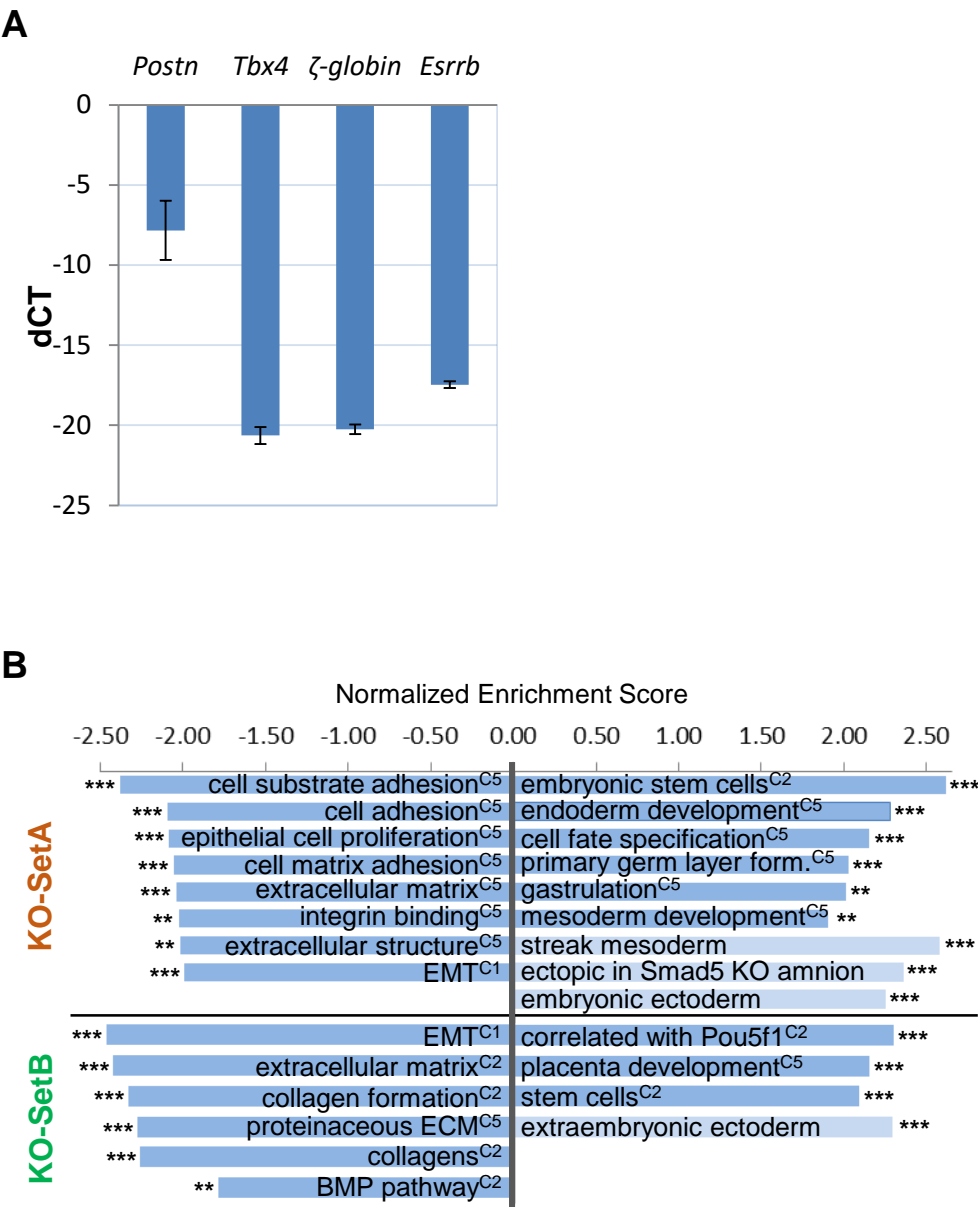 A
Postn Tbx4 ζ-globin Esrrb
0
-5
-10
-15
-20
-25
dCT
B
Normalized Enrichment Score
-2.50 -2.00 -1.50 -1.00 -0.50 0.00 0.50 1.00 1.50 2.00 2.50
KO-SetA
*** cell substrate adhesionC5 embryonic stem cellsC2 ***
*** cell adhesionC5 endoderm developmentC5 ***
*** epithelial cell proliferationC5 cell fate specificationC5 ***
*** cell matrix adhesionC5 primary germ layer form.C5 ***
*** extracellular matrixC5 gastrulationC5 **
** integrin bindingC5 mesoderm developmentC5 **
** extracellular structureC5 streak mesoderm ***
*** EMTC1 ectopic in Smad5 KO amnion ***
embryonic ectoderm ***
KO-SetB
*** EMTC1 correlated with Pou5f1C2 ***
*** extracellular matrixC2 placenta developmentC5 ***
*** collagen formationC2 stem cellsC2 ***
*** proteinaceous ECMC5 extraembryonic ectoderm ***
*** collagensC2
** BMP pathwayC2